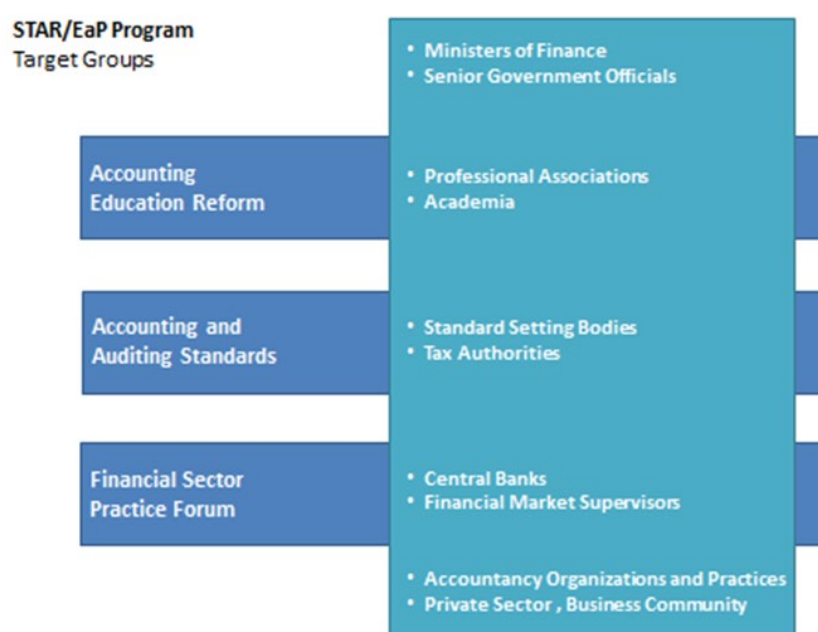 STAR/EaP Program
Target Groups
• Ministers of Finance
• Senior Government Officials
Accounting
Education Reform
• Professional Associations
• Academia
Accounting and
Auditing Standards
• Standard Setting Bodies
• Tax Authorities
Financial Sector
Practice Forum
• Central Banks
• Financial Market Supervisors
• Accountancy Organizations and Practices
• Private Sector , Business Community